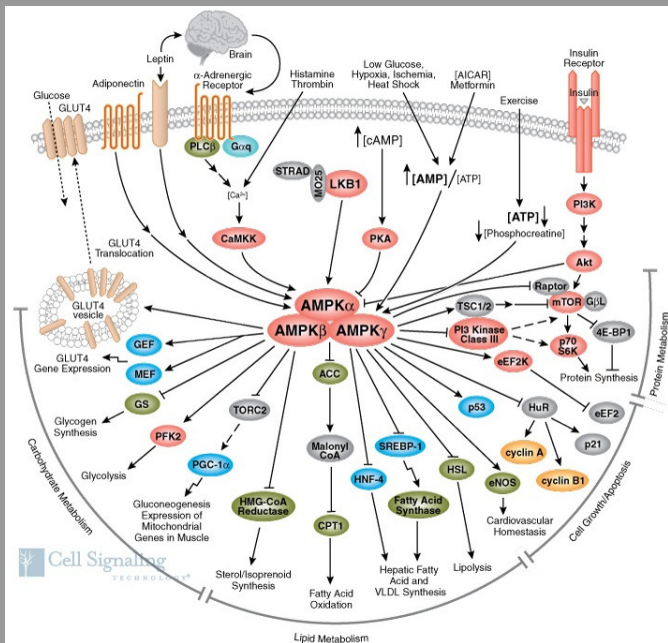 Leptin
Brain
Adiponectin
α-Adrenergic
Receptor
Histamine
Thrombin
Low Glucose,
Hypoxia, Ischemia,
Heat Shock
[AICAR]
Metformin
Exercise
Insulin
Receptor
Insulin
Glucose
GLUT4
PLCβ
Gαq
[Ca²⁺]
CaMKK
STRAD
MO25
LKB1
[cAMP]
PKA
[AMP]/[ATP]
[ATP]
[Phosphocreatine]
PI3K
Akt
GLUT4
Translocation
GLUT4
vesicle
GLUT4
Gene Expression
AMPKα
AMPKβ
AMPKγ
Raptor
mTOR
GβL
TSC1/2
PI3 Kinase
Class III
p70
S6K
4E-BP1
Protein Synthesis
eEF2K
eEF2
GEF
MEF
GS
Glycogen
Synthesis
PFK2
Glycolysis
TORC2
PGC-1α
Gluconeogenesis
Expression of
Mitochondrial
Genes in Muscle
HMG-CoA
Reductase
Sterol/Isoprenoid
Synthesis
ACC
Malonyl
CoA
CPT1
Fatty Acid
Oxidation
SREBP-1
HNF-4
Fatty Acid
Synthase
Hepatic Fatty
Acid and
VLDL Synthesis
HSL
Lipolysis
eNOS
Cardiovascular
Homestasis
p53
HuR
cyclin A
cyclin B1
p21
Carbohydrate Metabolism
Lipid Metabolism
Cell Growth/Apoptosis
Protein Metabolism
Cell Signaling
TECHNOLOGY®